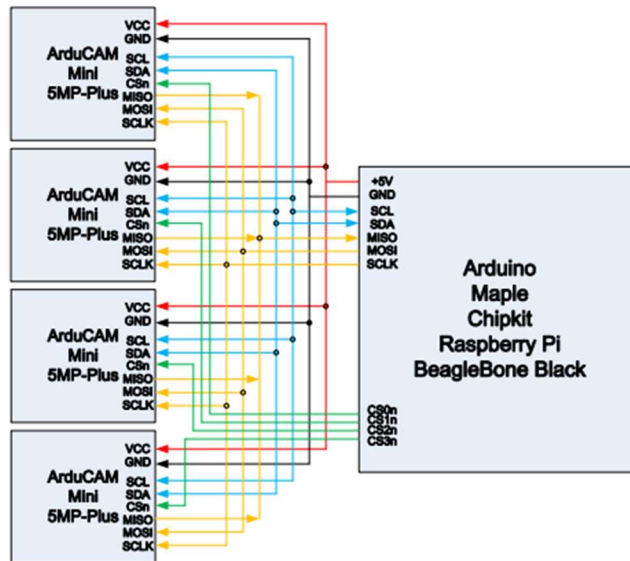 VCC
GND
ArduCAM
Mini
5MP-Plus
SCL
SDA
CSn
MISO
MOSI
SCLK
VCC
GND
ArduCAM
Mini
5MP-Plus
SCL
SDA
CSn
MISO
MOSI
SCLK
VCC
GND
ArduCAM
Mini
5MP-Plus
SCL
SDA
CSn
MISO
MOSI
SCLK
VCC
GND
ArduCAM
Mini
5MP-Plus
SCL
SDA
CSn
MISO
MOSI
SCLK
+5V
GND
SCL
SDA
MISO
MOSI
SCLK
Arduino
Maple
Chipkit
Raspberry Pi
BeagleBone Black
CS0n
CS1n
CS2n
CS3n